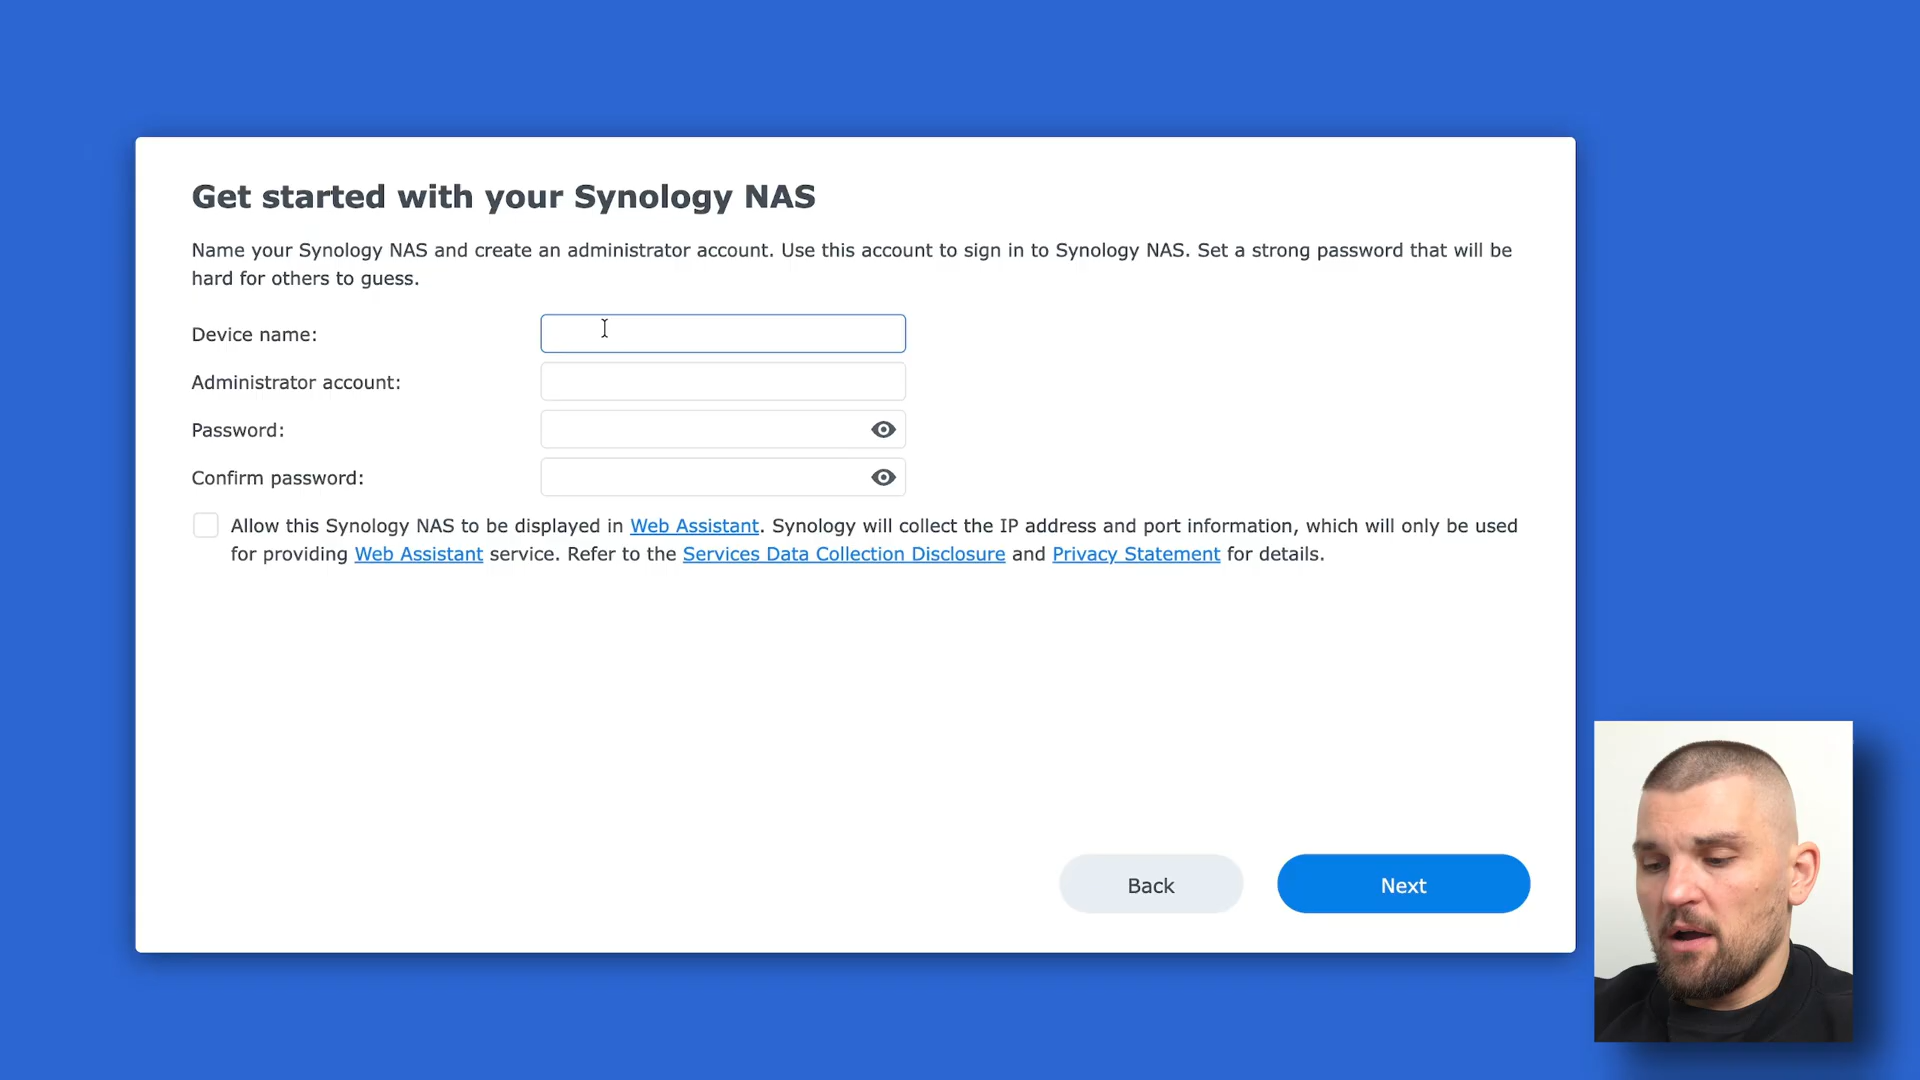 Get started with your Synology NAS
Name your Synology NAS and create an administrator account. Use this account to sign in to Synology NAS. Set a strong password that will be
hard for others to guess.
Device name:
Administrator account:
Password:
Confirm password:
Allow this Synology NAS to be displayed in Web Assistant. Synology will collect the IP address and port information, which will only be used
for providing Web Assistant service. Refer to the Services Data Collection Disclosure and Privacy Statement for details.
Back
Next